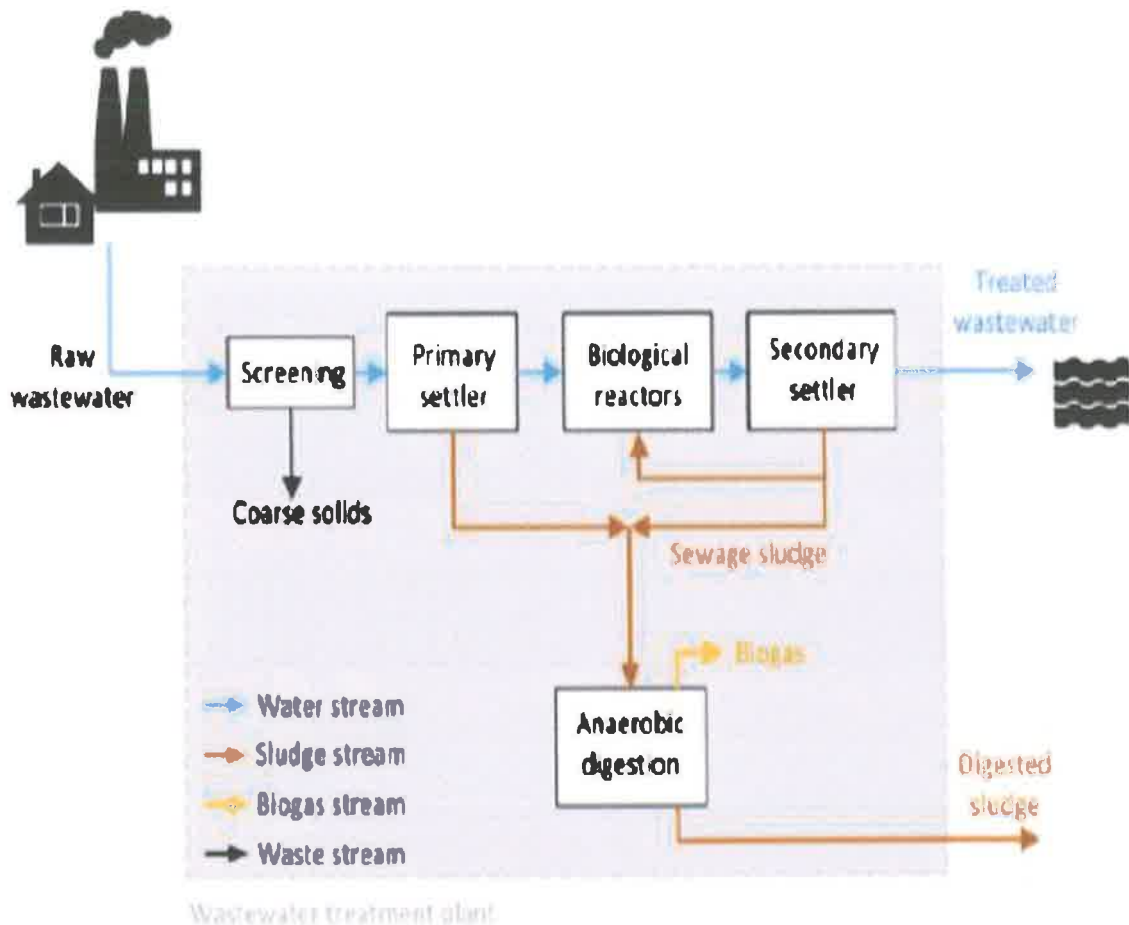 Treated
wastewater
Raw
wastewater
Screening
Primary
settler
Biological
reactors
Secondary
settler
Coarse solids
Sewage sludge
Biogas
Anaerobic
digestion
Water stream
Sludge stream
Biogas stream
Waste stream
Digested
sludge
Wastewater treatment plant